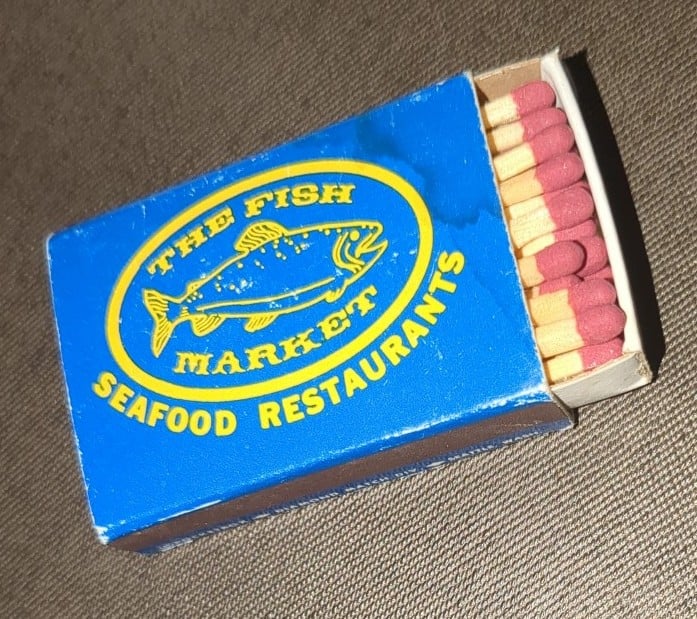 THE FISH
MARKET
SEAFOOD RESTAURANTS